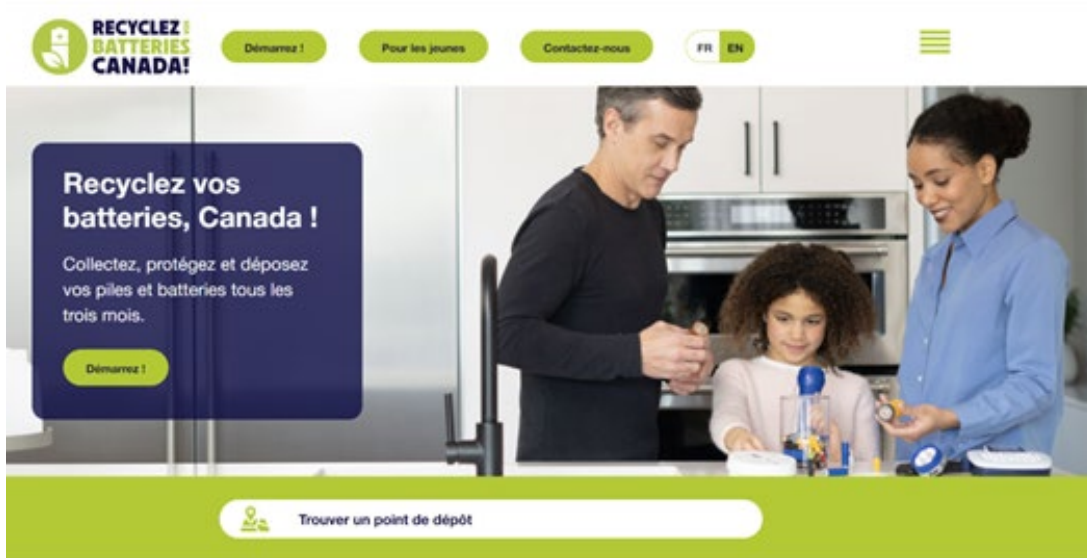 RECYCLEZ VOS
BATTERIES
CANADA!
Démarrez !
Pour les jeunes
Contactez-nous
FR EN
Recyclez vos
batteries, Canada !
Collectez, protégez et déposez
vos piles et batteries tous les
trois mois.
Démarrez !
Trouver un point de dépôt